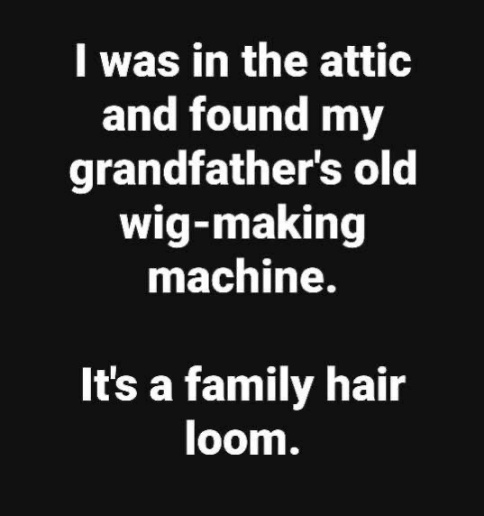 I was in the attic
and found my
grandfather's old
wig-making
machine.
It's a family hair
loom.